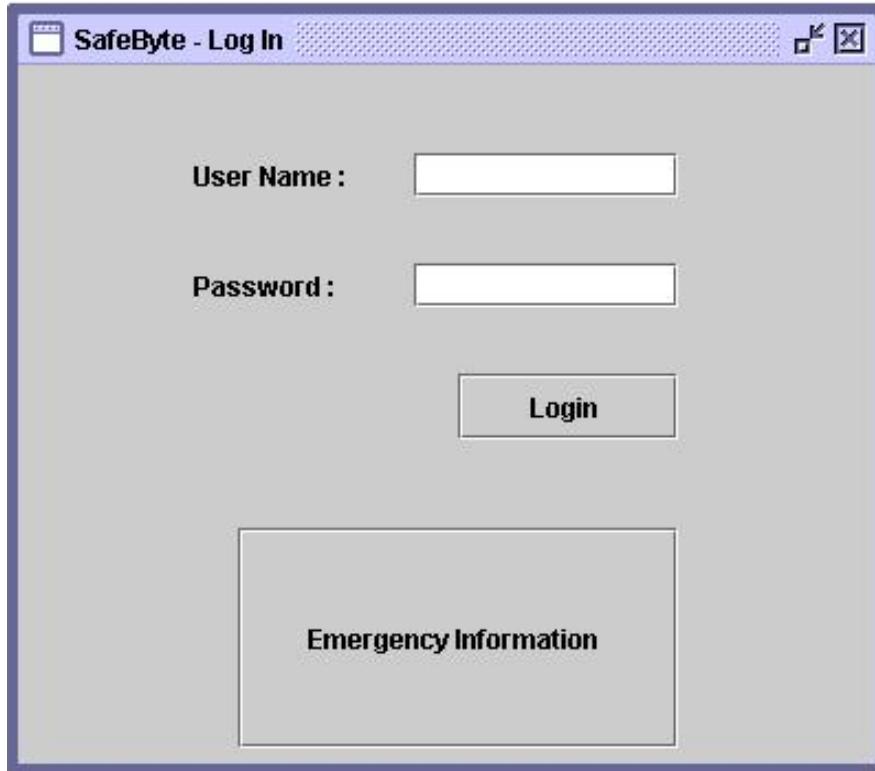 SafeByte - Log In
User Name :
Password :
Login
Emergency Information